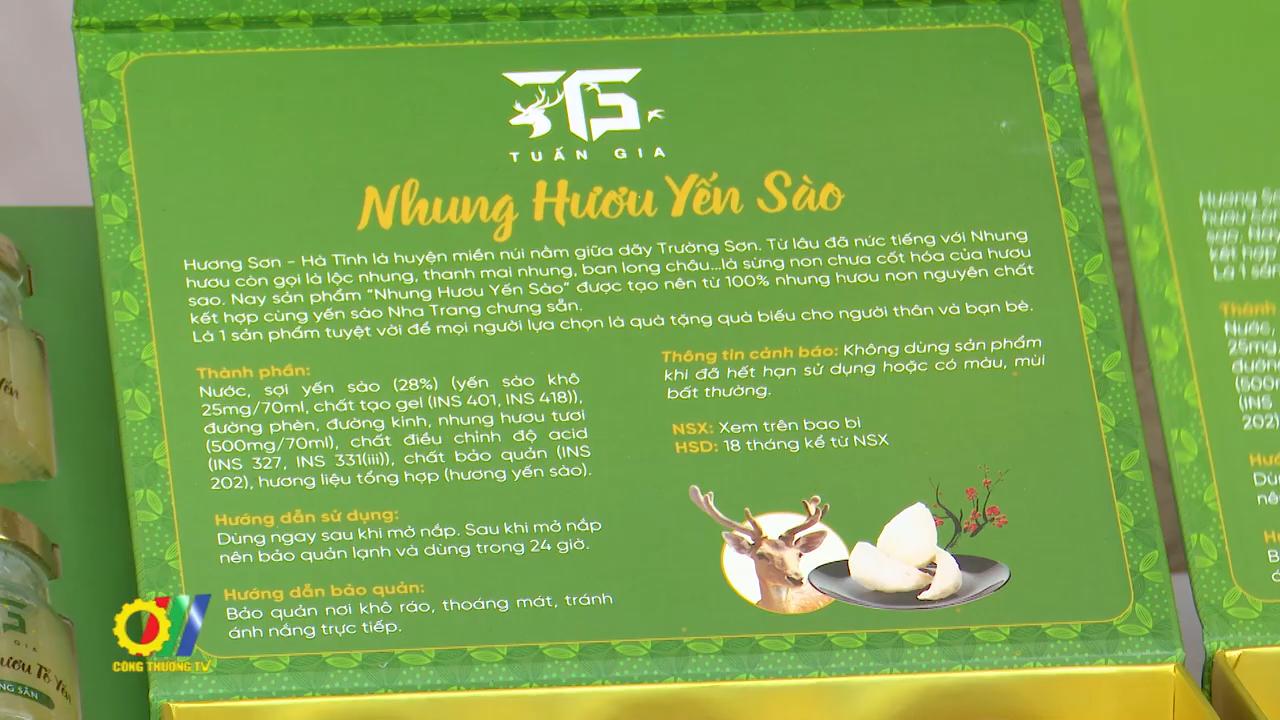 TG
TUẤN GIA
Nhung Hươu Yến Sào
Hương Sơn - Hà Tĩnh là huyện miền núi nằm giữa dãy Trường Sơn. Từ lâu đã nức tiếng với Nhung
hươu còn gọi là lộc nhung, thanh mai nhung, ban long châu...là sừng non chưa cốt hóa của hươu
sao. Nay sản phẩm "Nhung Hươu Yến Sào" được tạo nên từ 100% nhung hươu non nguyên chất
kết hợp cùng yến sào Nha Trang chưng sẵn.
Là 1 sản phẩm tuyệt vời để mọi người lựa chọn là quà tặng quà biếu cho người thân và bạn bè.
Thành phần:
Nước, sợi yến sào (28%) (yến sào khô
25mg/70ml, chất tạo gel (INS 401, INS 418)),
đường phèn, đường kính, nhung hươu tươi
(500mg/70ml), chất điều chỉnh độ acid
(INS 327, INS 331(iii)), chất bảo quản (INS
202), hương liệu tổng hợp (hương yến sào).
Hướng dẫn sử dụng:
Dùng ngay sau khi mở nắp. Sau khi mở nắp
nên bảo quản lạnh và dùng trong 24 giờ.
Hướng dẫn bảo quản:
Bảo quản nơi khô ráo, thoáng mát, tránh
ánh nắng trực tiếp.
Thông tin cảnh báo: Không dùng sản phẩm
khi đã hết hạn sử dụng hoặc có màu, mùi
bất thường.
NSX: Xem trên bao bì
HSD: 18 tháng kể từ NSX
CÔNG THƯƠNG TV